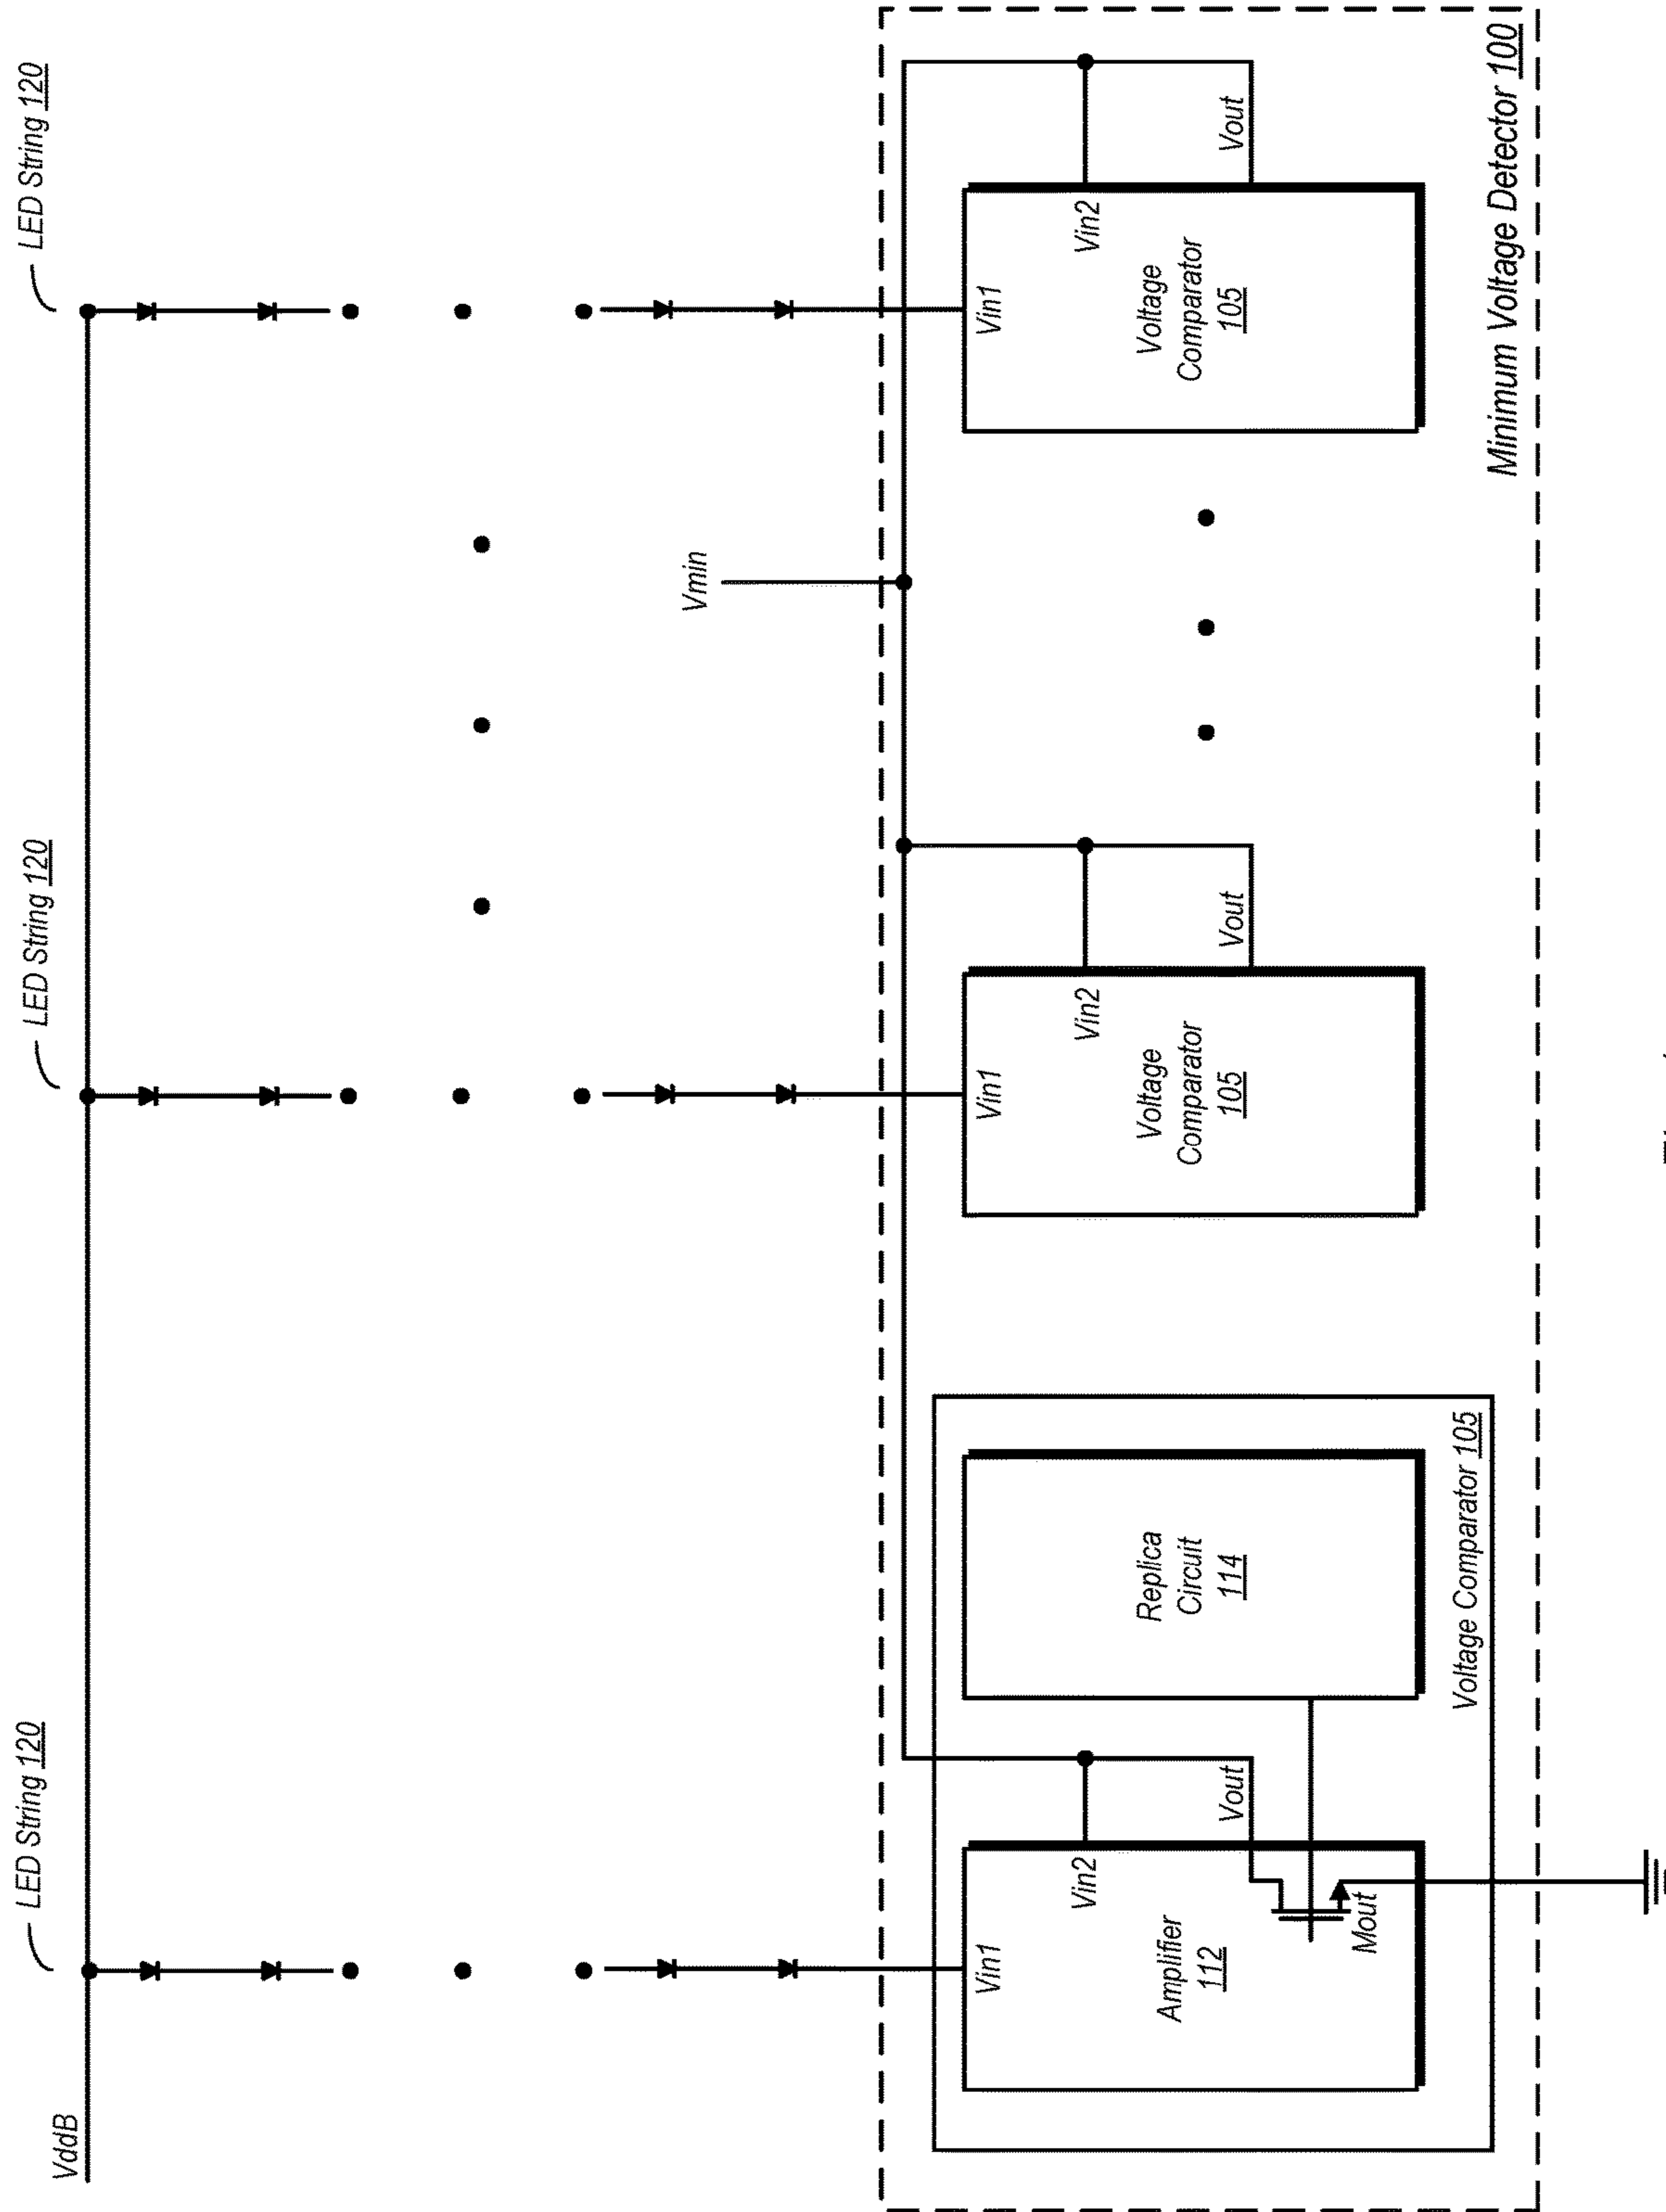 VddB
LED String 120
LED String 120
LED String 120
Vmin
Vin1
Vin2
Vout
Amplifier
112
Mout
Replica
Circuit
114
Voltage Comparator 105
Vin1
Vin2
Vout
Voltage
Comparator
105
Vin1
Vin2
Vout
Voltage
Comparator
105
Minimum Voltage Detector 100